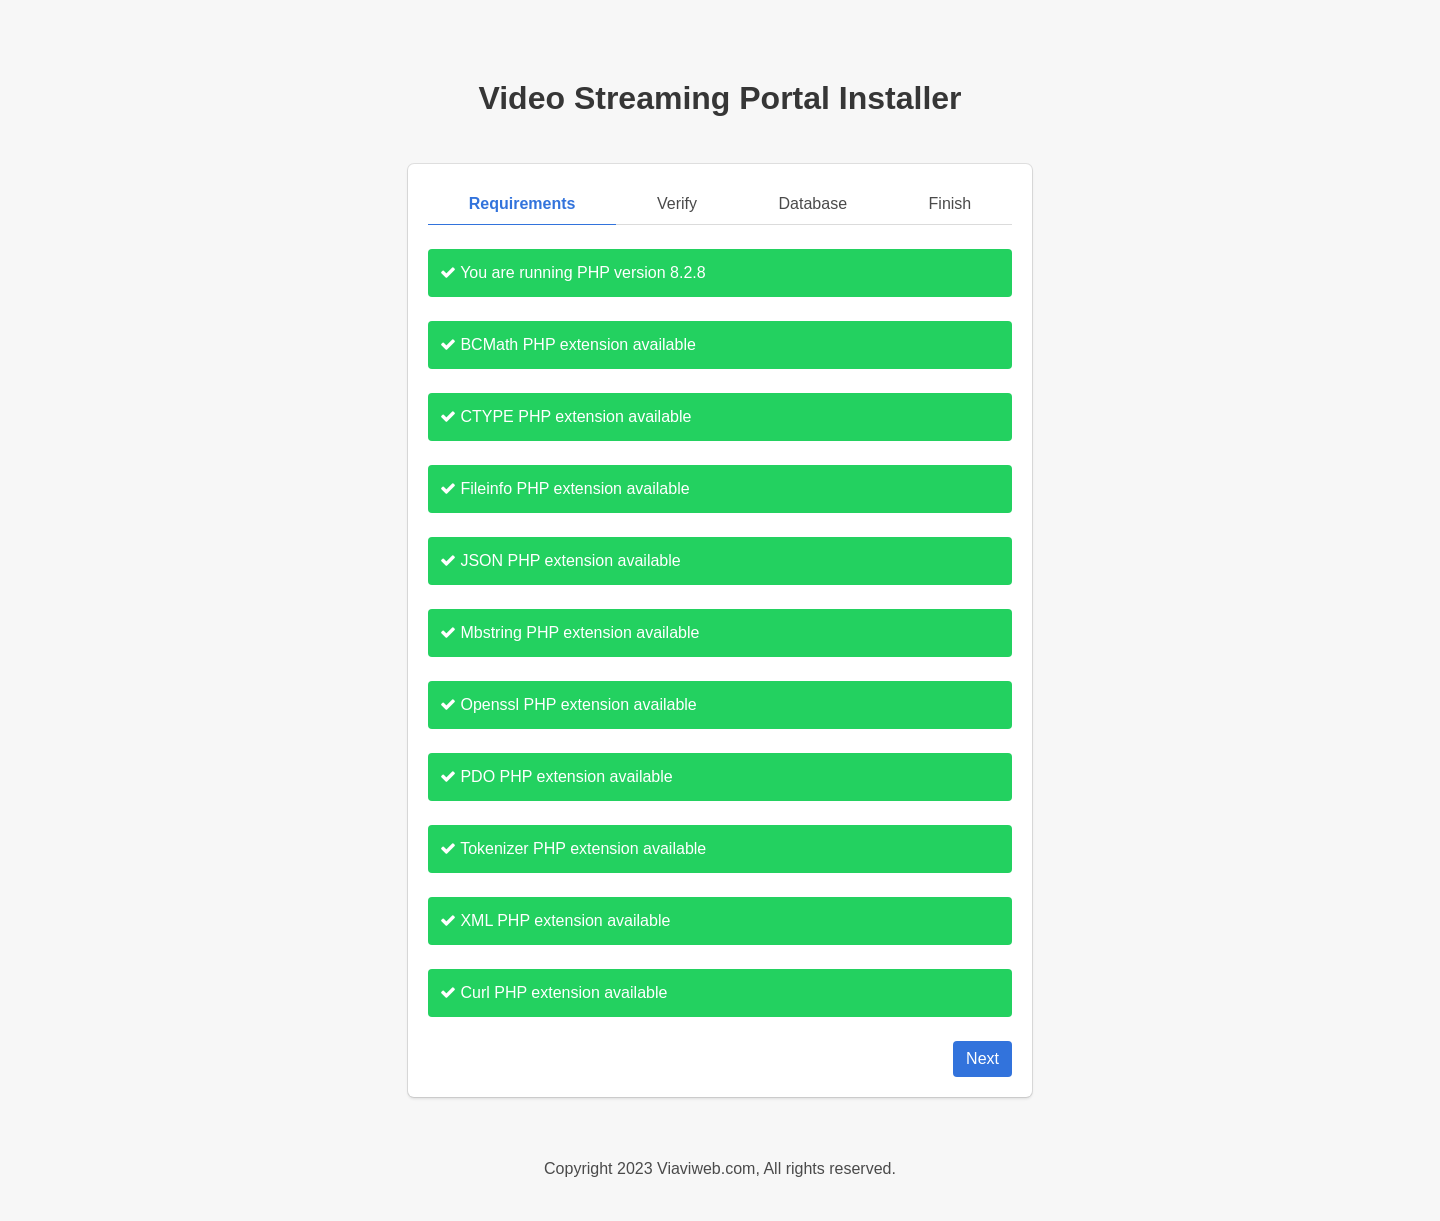 Video Streaming Portal Installer
Requirements
Verify
Database
Finish
You are running PHP version 8.2.8
BCMath PHP extension available
CTYPE PHP extension available
Fileinfo PHP extension available
JSON PHP extension available
Mbstring PHP extension available
Openssl PHP extension available
PDO PHP extension available
Tokenizer PHP extension available
XML PHP extension available
Curl PHP extension available
Next
Copyright 2023 Viaviweb.com, All rights reserved.